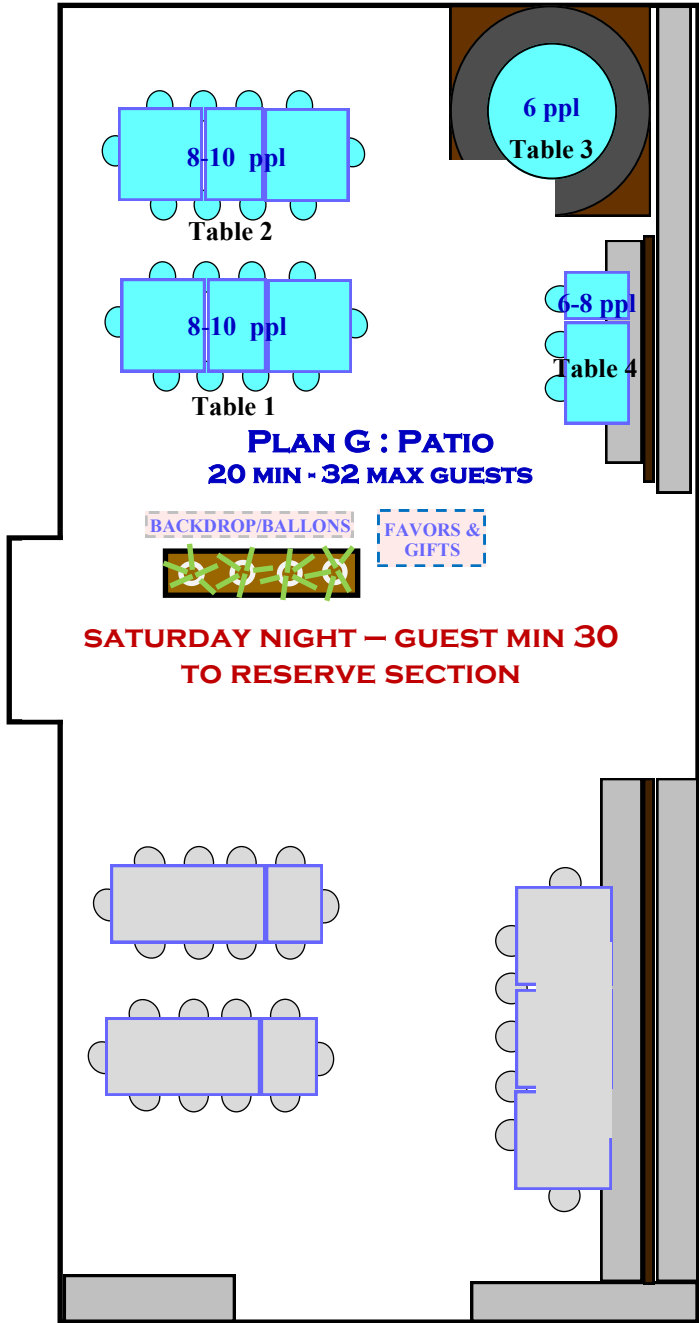 6 ppl
Table 3
8-10 ppl
Table 2
8-10 ppl
Table 1
6-8 ppl
Table 4
PLAN G : PATIO
20 MIN - 32 MAX GUESTS
BACKDROP/BALLONS
FAVORS &
GIFTS
SATURDAY NIGHT – GUEST MIN 30
TO RESERVE SECTION